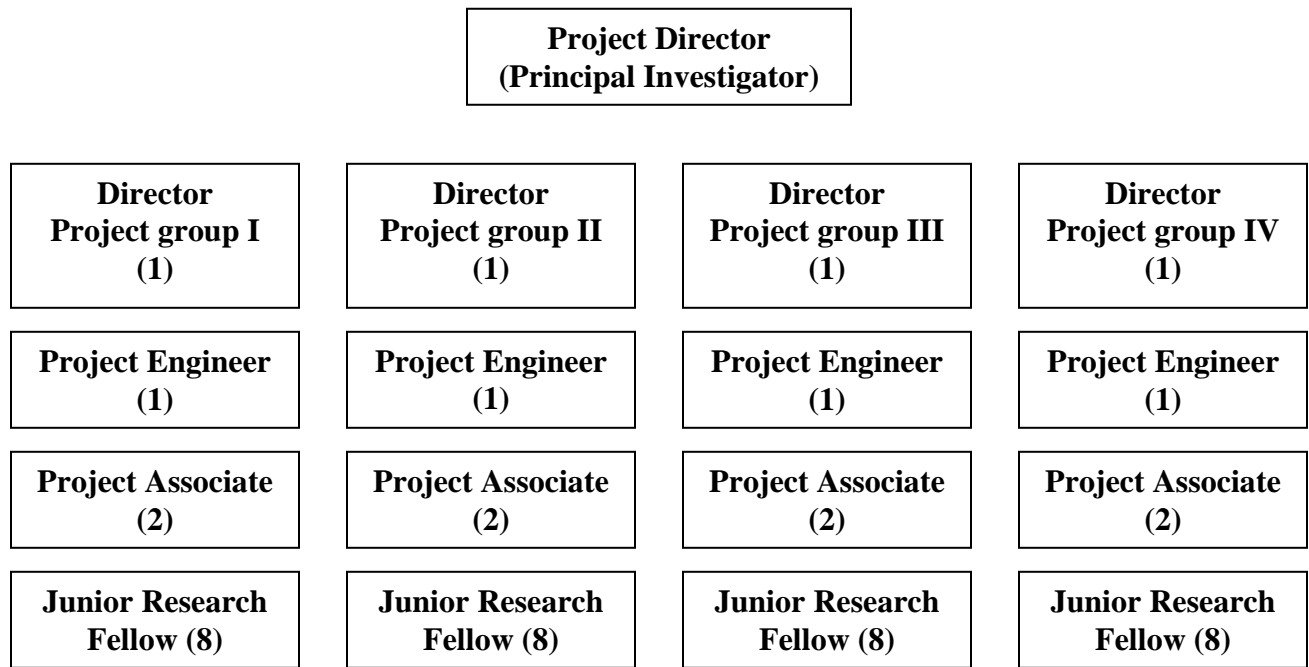 Project Director
(Principal Investigator)
Director
Project group I
(1)
Director
Project group II
(1)
Director
Project group III
(1)
Director
Project group IV
(1)
Project Engineer
(1)
Project Engineer
(1)
Project Engineer
(1)
Project Engineer
(1)
Project Associate
(2)
Project Associate
(2)
Project Associate
(2)
Project Associate
(2)
Junior Research
Fellow (8)
Junior Research
Fellow (8)
Junior Research
Fellow (8)
Junior Research
Fellow (8)